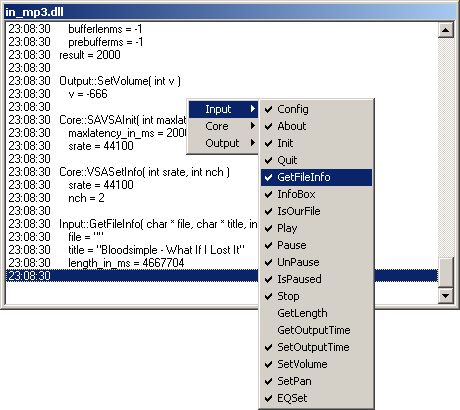 in_mp3.dll
23:08:30 bufferlenms = -1
23:08:30 prebufferms = -1
23:08:30 result = 2000
23:08:30
23:08:30 Output::SetVolume( int v )
23:08:30 v = -666
23:08:30
23:08:30 Core::SAVSAInit( int maxlat
23:08:30 maxlatency_in_ms = 200
23:08:30 srate = 44100
23:08:30
23:08:30 Core::VSASetInfo( int srate, int nch )
23:08:30 srate = 44100
23:08:30 nch = 2
23:08:30
23:08:30 Input::GetFileInfo( char * file, char * title, in
23:08:30 file = ""
23:08:30 title = "Bloodsimple - What If I Lost It"
23:08:30 length_in_ms = 4667704
23:08:30
Input
Core
Output
Config
About
Init
Quit
GetFileInfo
InfoBox
IsOurFile
Play
Pause
UnPause
IsPaused
Stop
GetLength
GetOutputTime
SetOutputTime
SetVolume
SetPan
EQSet